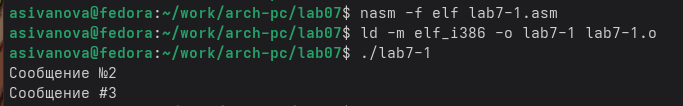 asivanova@fedora:~/work/arch-pc/lab07$ nasm -f elf lab7-1.asm
asivanova@fedora:~/work/arch-pc/lab07$ ld -m elf_i386 -o lab7-1 lab7-1.o
asivanova@fedora:~/work/arch-pc/lab07$ ./lab7-1
Сообщение №2
Сообщение #3